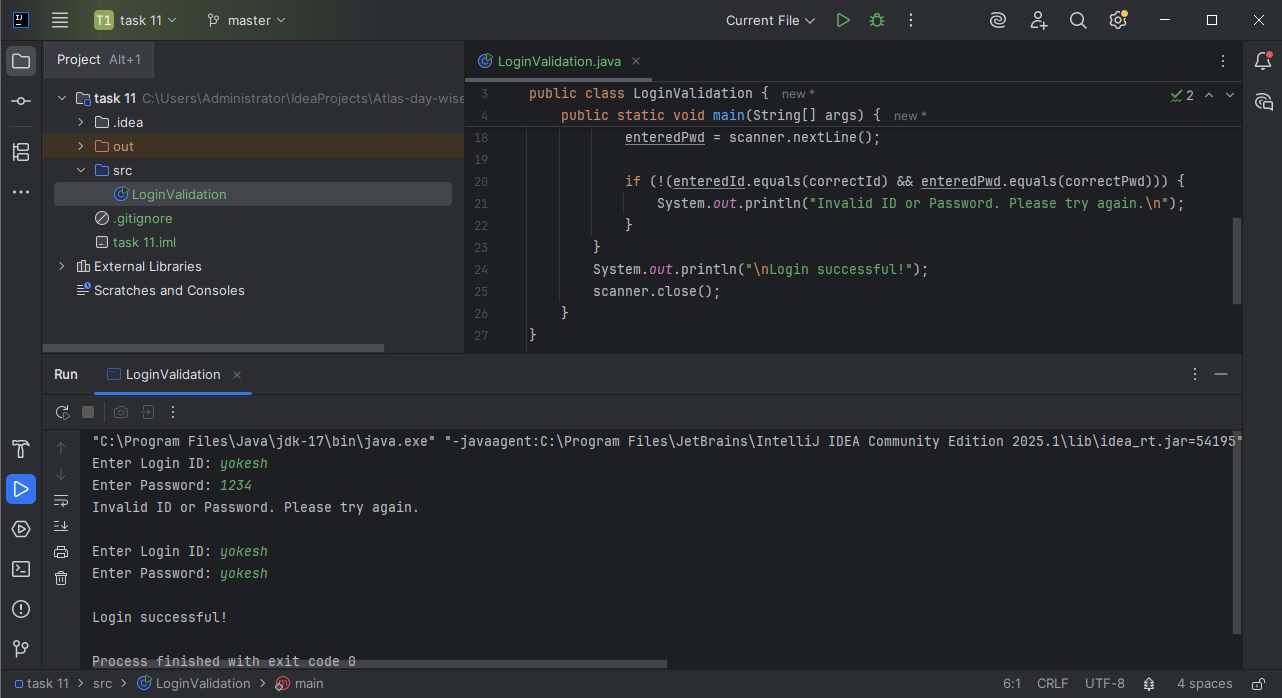 T1 task 11 master Current File
Project Alt+1
task 11 C:\Users\Administrator\IdeaProjects\Atlas-day-wise
.idea
out
src
LoginValidation
.gitignore
task 11.iml
External Libraries
Scratches and Consoles
LoginValidation.java
2
3 public class LoginValidation { new *
4 public static void main(String[] args) { new *
18 enteredPwd = scanner.nextLine();
19
20 if (!(enteredId.equals(correctId) && enteredPwd.equals(correctPwd))) {
21 System.out.println("Invalid ID or Password. Please try again.\n");
22 }
23 }
24 System.out.println("\nLogin successful!");
25 scanner.close();
26 }
27 }
Run LoginValidation
"C:\Program Files\Java\jdk-17\bin\java.exe" "-javaagent:C:\Program Files\JetBrains\IntelliJ IDEA Community Edition 2025.1\lib\idea_rt.jar=54195"
Enter Login ID: yokesh
Enter Password: 1234
Invalid ID or Password. Please try again.
Enter Login ID: yokesh
Enter Password: yokesh
Login successful!
Process finished with exit code 0
task 11 > src > LoginValidation > main 6:1 CRLF UTF-8 4 spaces